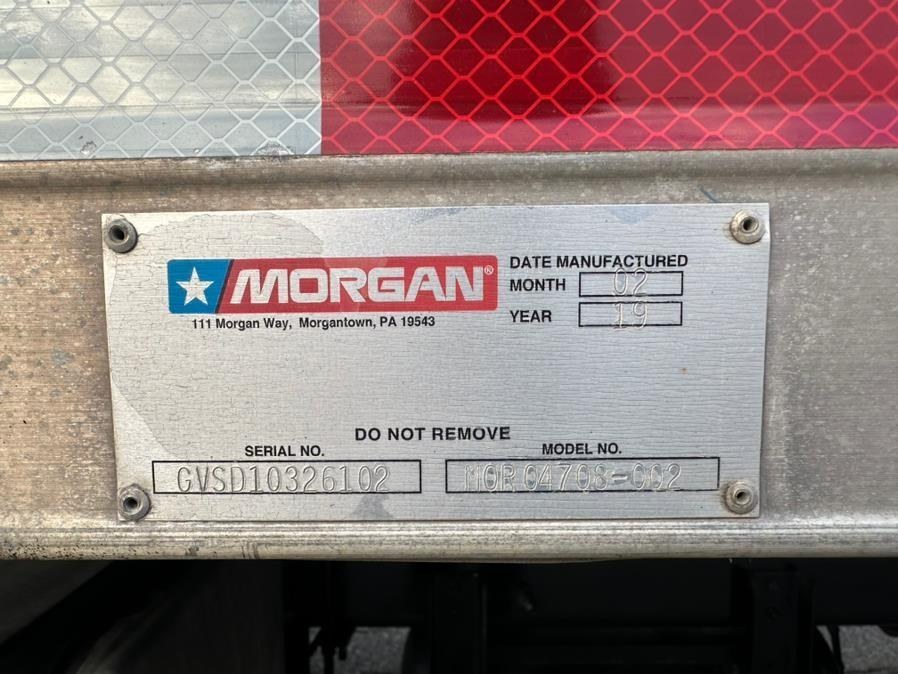 MORGAN®
111 Morgan Way, Morgantown, PA 19543
DATE MANUFACTURED
MONTH 02
YEAR 19
DO NOT REMOVE
SERIAL NO.
GVSD10326102
MODEL NO.
MOR04708-002